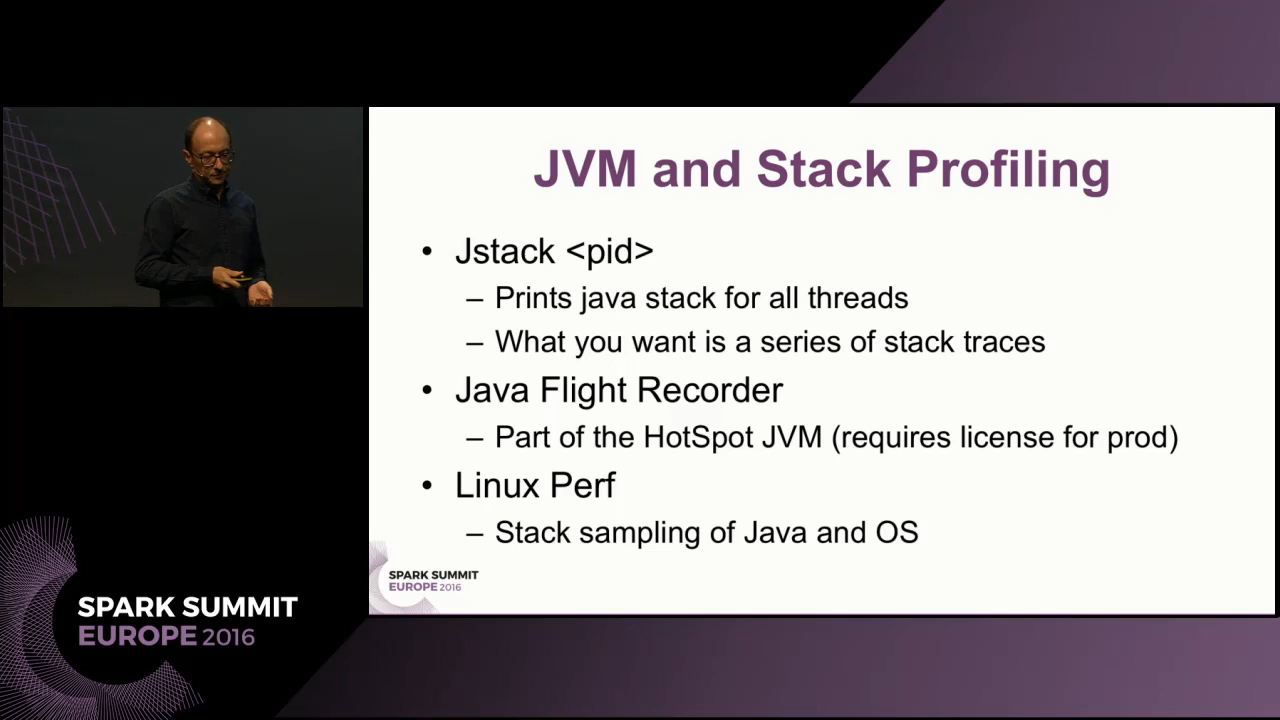 JVM and Stack Profiling
• Jstack <pid>
– Prints java stack for all threads
– What you want is a series of stack traces
• Java Flight Recorder
– Part of the HotSpot JVM (requires license for prod)
• Linux Perf
– Stack sampling of Java and OS
SPARK SUMMIT
EUROPE 2016
SPARK SUMMIT
EUROPE 2016